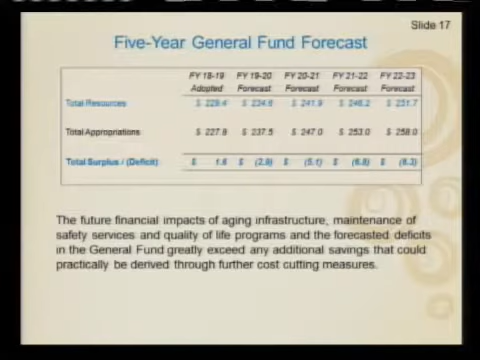 Slide 17
Five-Year General Fund Forecast
FY 18-19 FY 19-20 FY 20-21 FY 21-22 FY 22-23
Adopted Forecast Forecast Forecast Forecast
Total Resources $ 229.4 $ 234.6 $ 241.9 $ 246.2 $ 251.7
Total Appropriations $ 227.8 $ 237.5 $ 247.0 $ 253.0 $ 258.0
Total Surplus / (Deficit) $ 1.6 $ (2.9) $ (5.1) $ (6.8) $ (6.3)
The future financial impacts of aging infrastructure, maintenance of
safety services and quality of life programs and the forecasted deficits
in the General Fund greatly exceed any additional savings that could
practically be derived through further cost cutting measures.